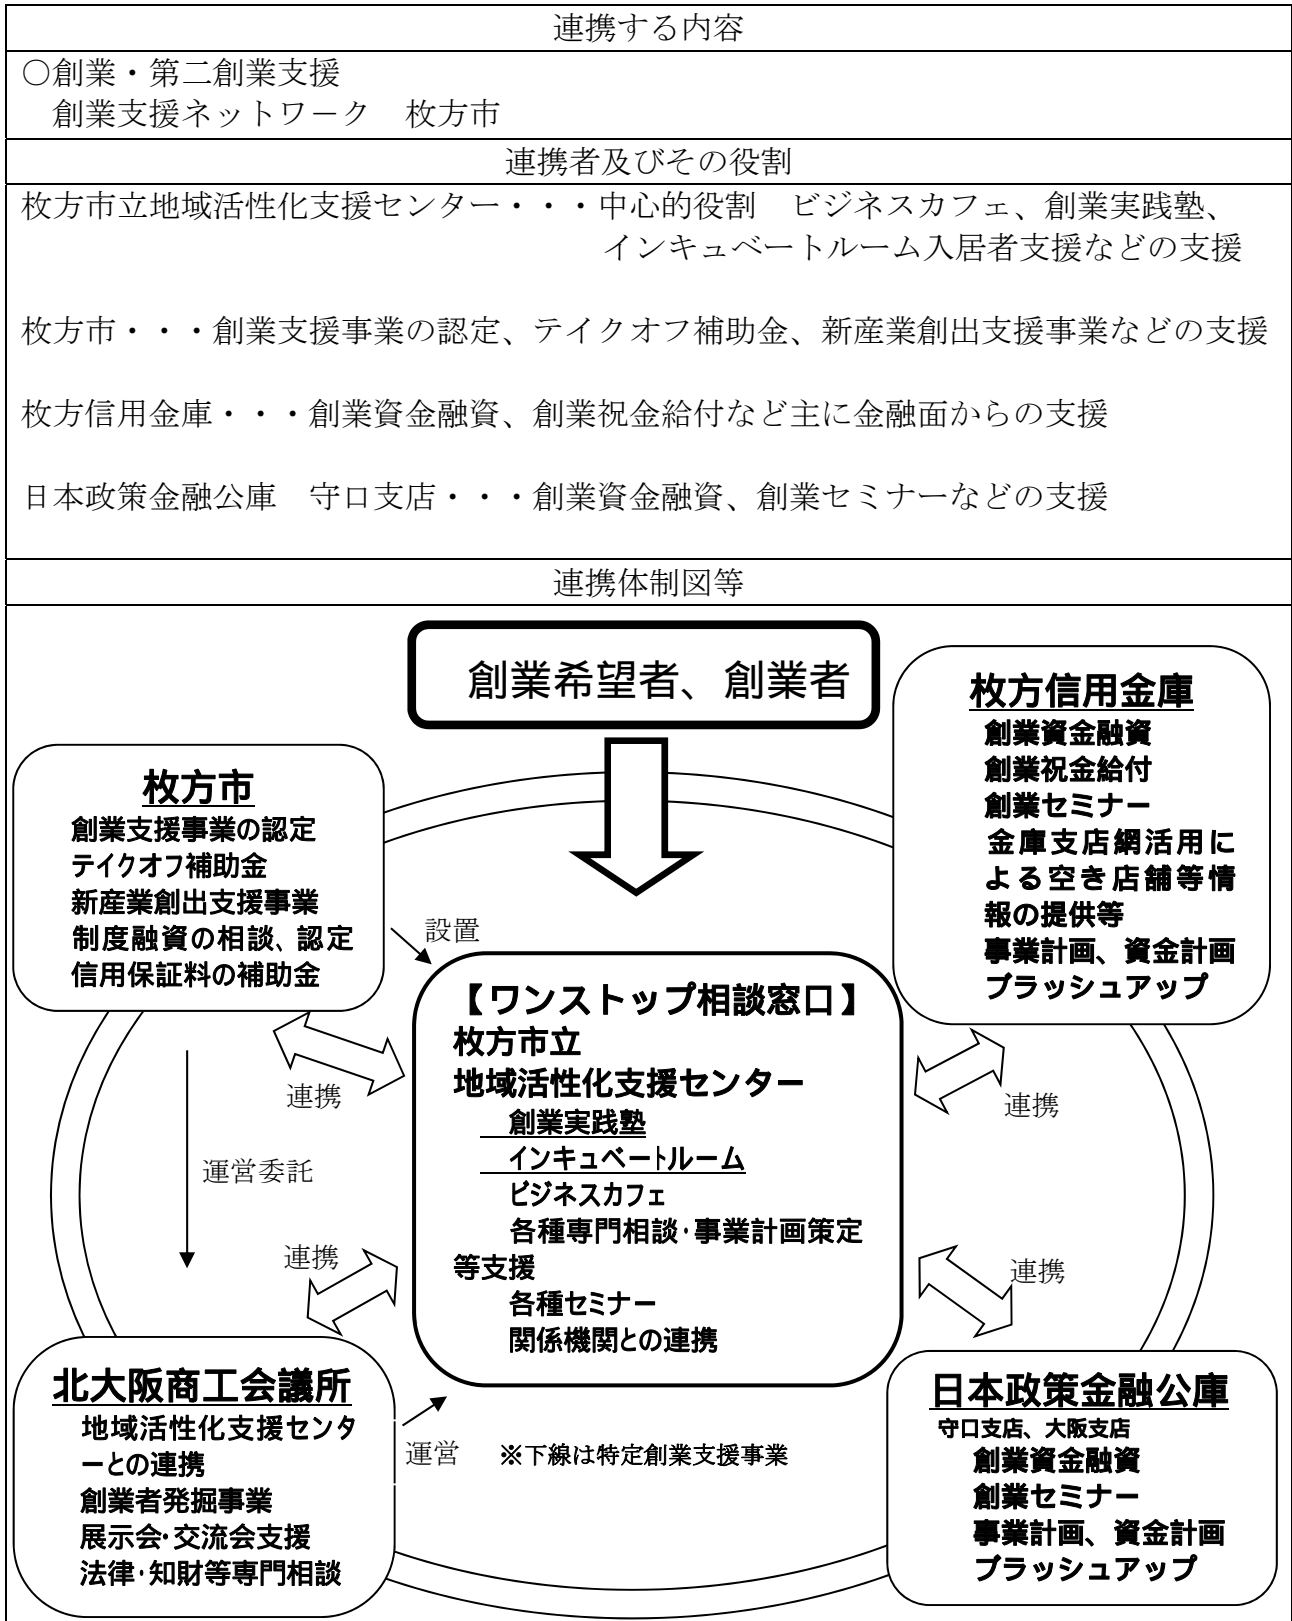 連携する内容
○創業・第二創業支援
創業支援ネットワーク　枚方市
連携者及びその役割
枚方市立地域活性化支援センター・・・中心的役割　ビジネスカフェ、創業実践塾、
インキュベートルーム入居者支援などの支援
枚方市・・・創業支援事業の認定、テイクオフ補助金、新産業創出支援事業などの支援
枚方信用金庫・・・創業資金融資、創業祝金給付など主に金融面からの支援
日本政策金融公庫　守口支店・・・創業資金融資、創業セミナーなどの支援
連携体制図等
創業希望者、創業者
枚方信用金庫
創業資金融資
創業祝金給付
創業セミナー
金庫支店網活用に
よる空き店舗等情
報の提供等
事業計画、資金計画
ブラッシュアップ
枚方市
創業支援事業の認定
テイクオフ補助金
新産業創出支援事業
制度融資の相談、認定
信用保証料の補助金
設置
【ワンストップ相談窓口】
枚方市立
地域活性化支援センター
創業実践塾
インキュベートルーム
ビジネスカフェ
各種専門相談・事業計画策定
等支援
各種セミナー
関係機関との連携
連携
連携
運営委託
連携
連携
北大阪商工会議所
地域活性化支援センタ
ーとの連携
創業者発掘事業
展示会・交流会支援
法律・知財等専門相談
運営
※下線は特定創業支援事業
日本政策金融公庫
守口支店、大阪支店
創業資金融資
創業セミナー
事業計画、資金計画
ブラッシュアップ